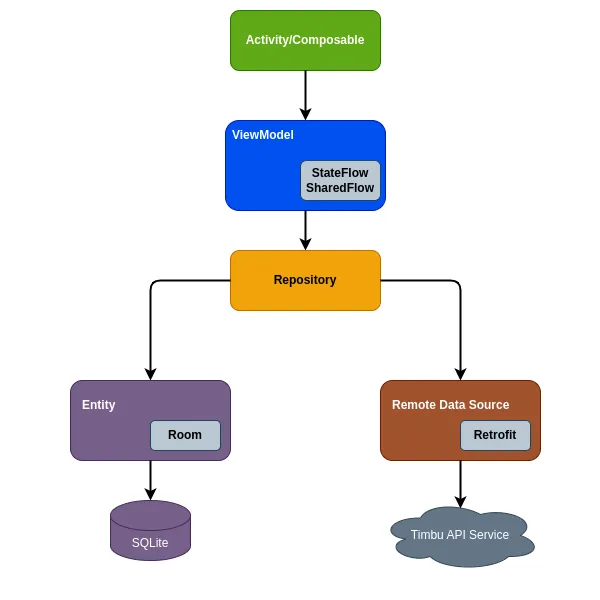 Activity/Composable
ViewModel
StateFlow
SharedFlow
Repository
Entity
Room
Remote Data Source
Retrofit
SQLite
Timbu API Service